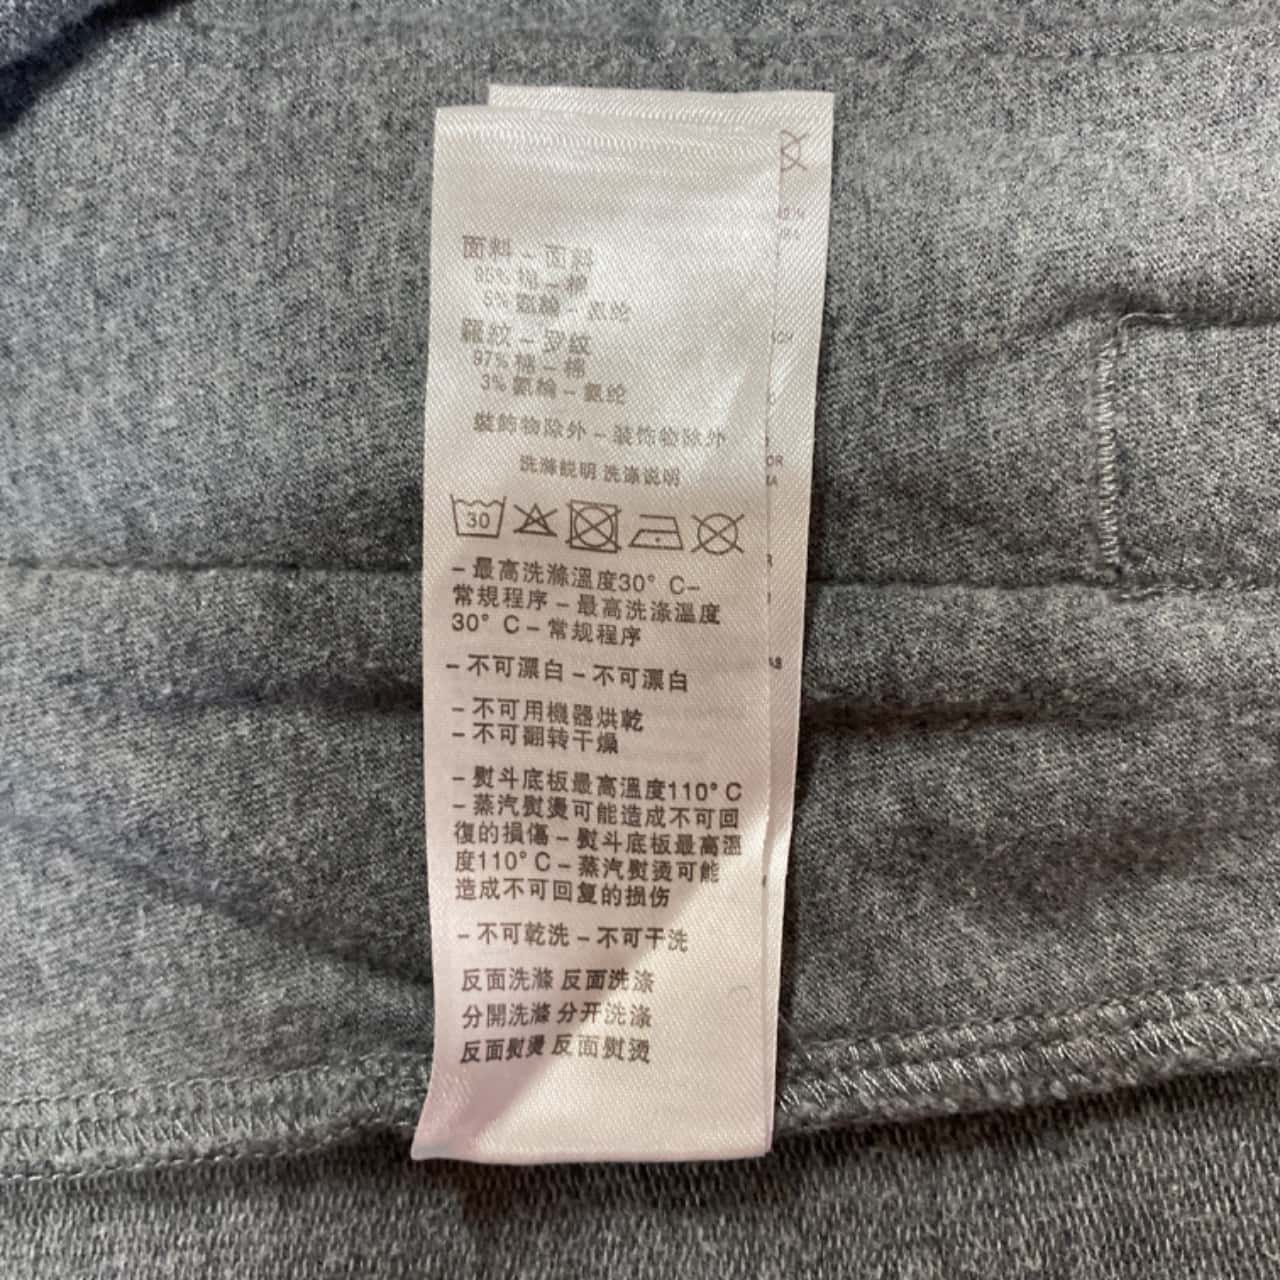 面料 – 面料
95% 棉 – 棉
5% 氨綸 – 氨纶
羅紋 – 罗紋
97% 棉 – 棉
3% 氨綸 – 氨纶
裝飾物除外 – 装饰物除外
洗滌説明 洗涤说明
30
– 最高洗滌溫度30° C–
常規程序 – 最高洗涤溫度
30° C – 常规程序
– 不可漂白 – 不可漂白
– 不可用機器烘乾
– 不可翻转干燥
– 熨斗底板最高溫度110° C
– 蒸汽熨燙可能造成不可回
復的損傷 – 熨斗底板最高溫
度110° C – 蒸汽熨燙可能
造成不可回复的损伤
– 不可乾洗 – 不可干洗
反面洗滌 反面洗涤
分開洗滌 分开洗涤
反面熨燙 反面熨燙